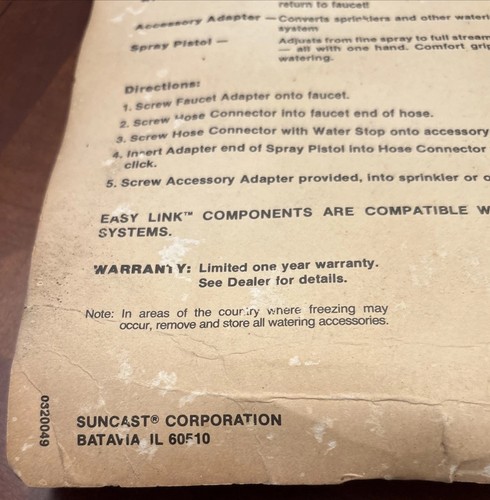 return to faucet!
Accessory Adapter — Converts sprinklers and other wateri
system
Spray Pistol — Adjusts from fine spray to full stream
— all with one hand. Comfort grip
watering.
Directions:
1. Screw Faucet Adapter onto faucet.
2. Screw Hose Connector into faucet end of hose.
3. Screw Hose Connector with Water Stop onto accessory
4. Insert Adapter end of Spray Pistol into Hose Connector
click.
5. Screw Accessory Adapter provided, into sprinkler or o
EASY LINK™ COMPONENTS ARE COMPATIBLE W
SYSTEMS.
WARRANTY: Limited one year warranty.
See Dealer for details.
Note: In areas of the country where freezing may
occur, remove and store all watering accessories.
0320049
SUNCAST® CORPORATION
BATAVIA IL 60510